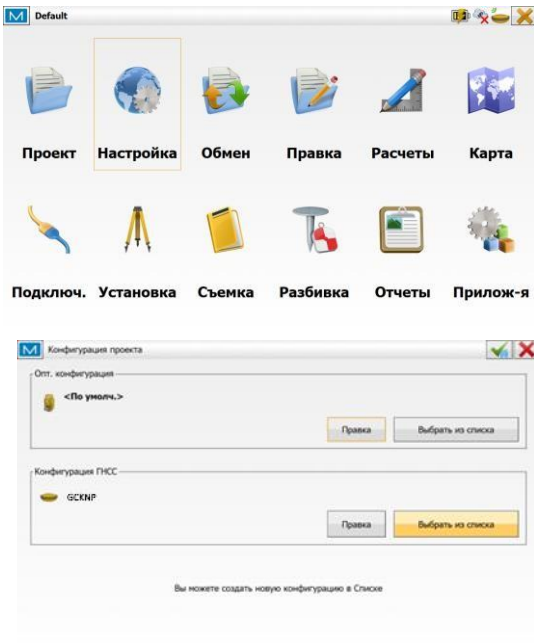 M Default
Проект Настройка Обмен Правка Расчеты Карта
Подключ. Установка Съемка Разбивка Отчеты Прилож-я
M Конфигурация проекта
Опт. конфигурация
<По умолч.>
Правка Выбрать из списка
Конфигурация ГНСС
GCKNP
Правка Выбрать из списка
Вы можете создать новую конфигурацию в Списке